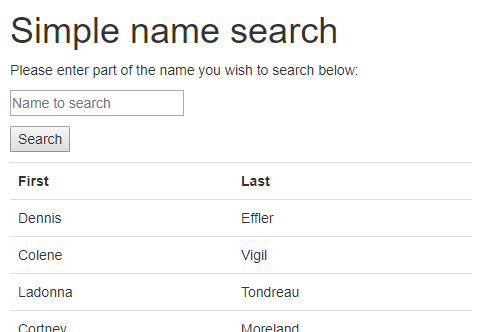 Simple name search
Please enter part of the name you wish to search below:
Name to search
Search
First Last
Dennis Effler
Colene Vigil
Ladonna Tondreau
Cortney Moreland